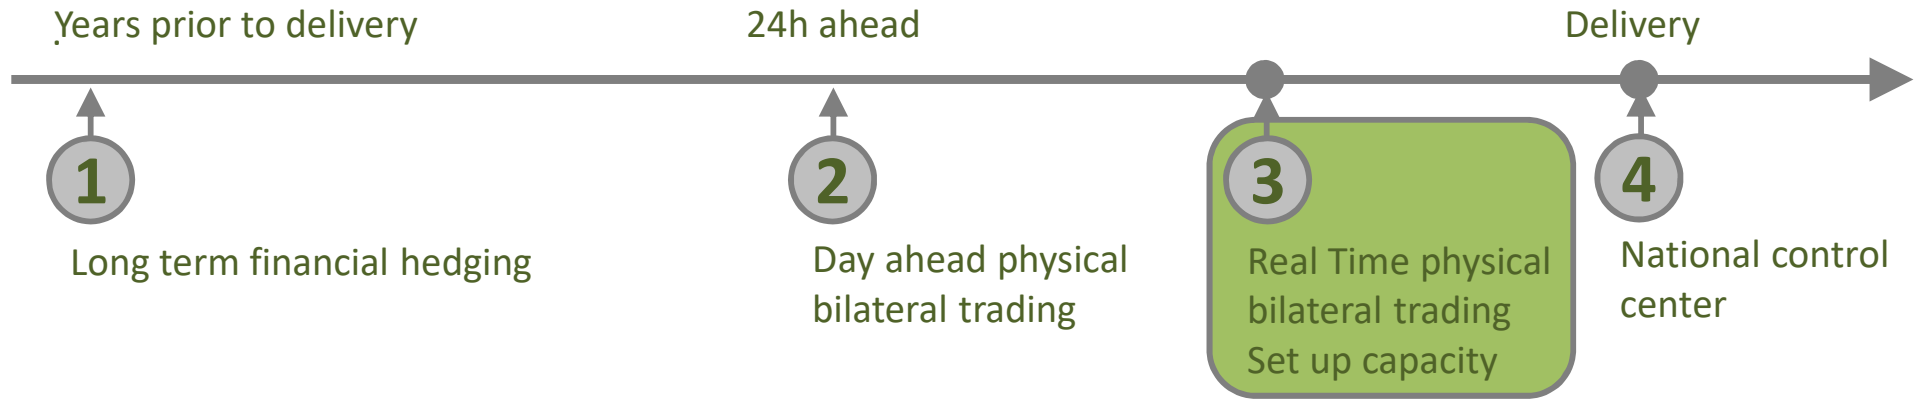 Years prior to delivery
24h ahead
Delivery
1
2
3
4
Long term financial hedging
Day ahead physical
bilateral trading
Real Time physical
bilateral trading
Set up capacity
National control
center